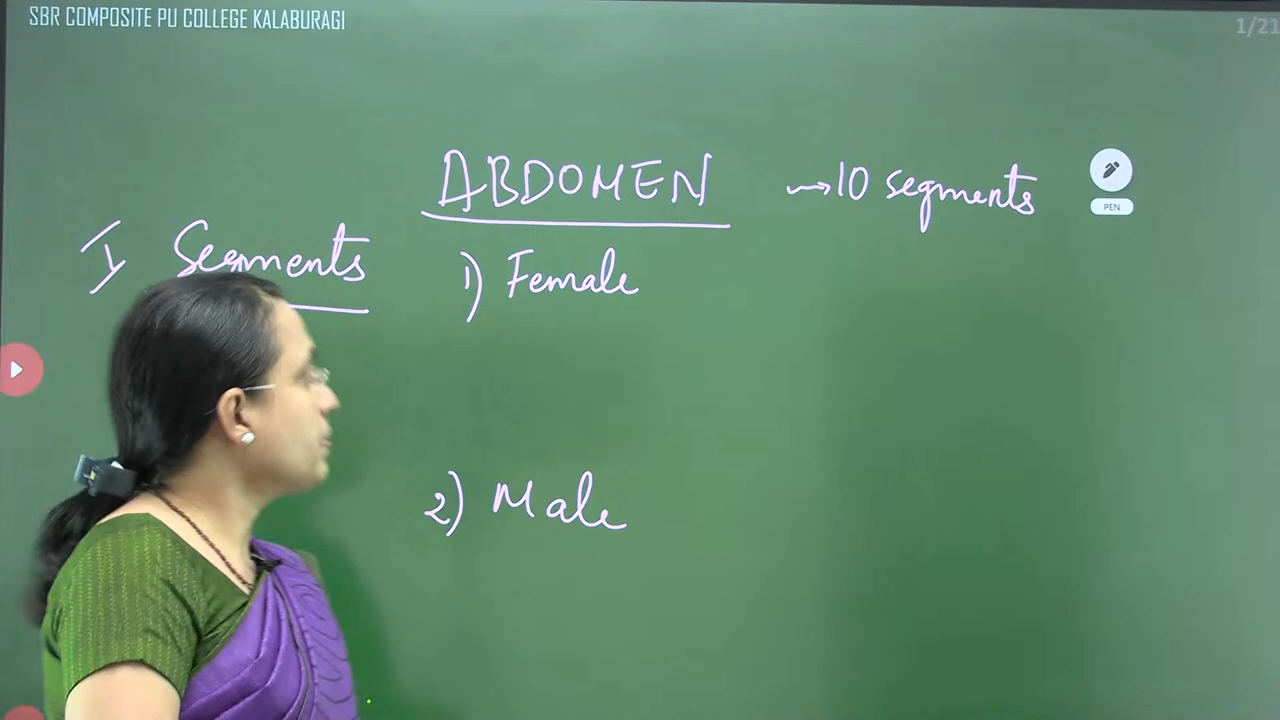 SBR COMPOSITE PU COLLEGE KALABURAGI
1/21
ABDOMEN → 10 segments
I Segments
1) Female
2) Male
PEN